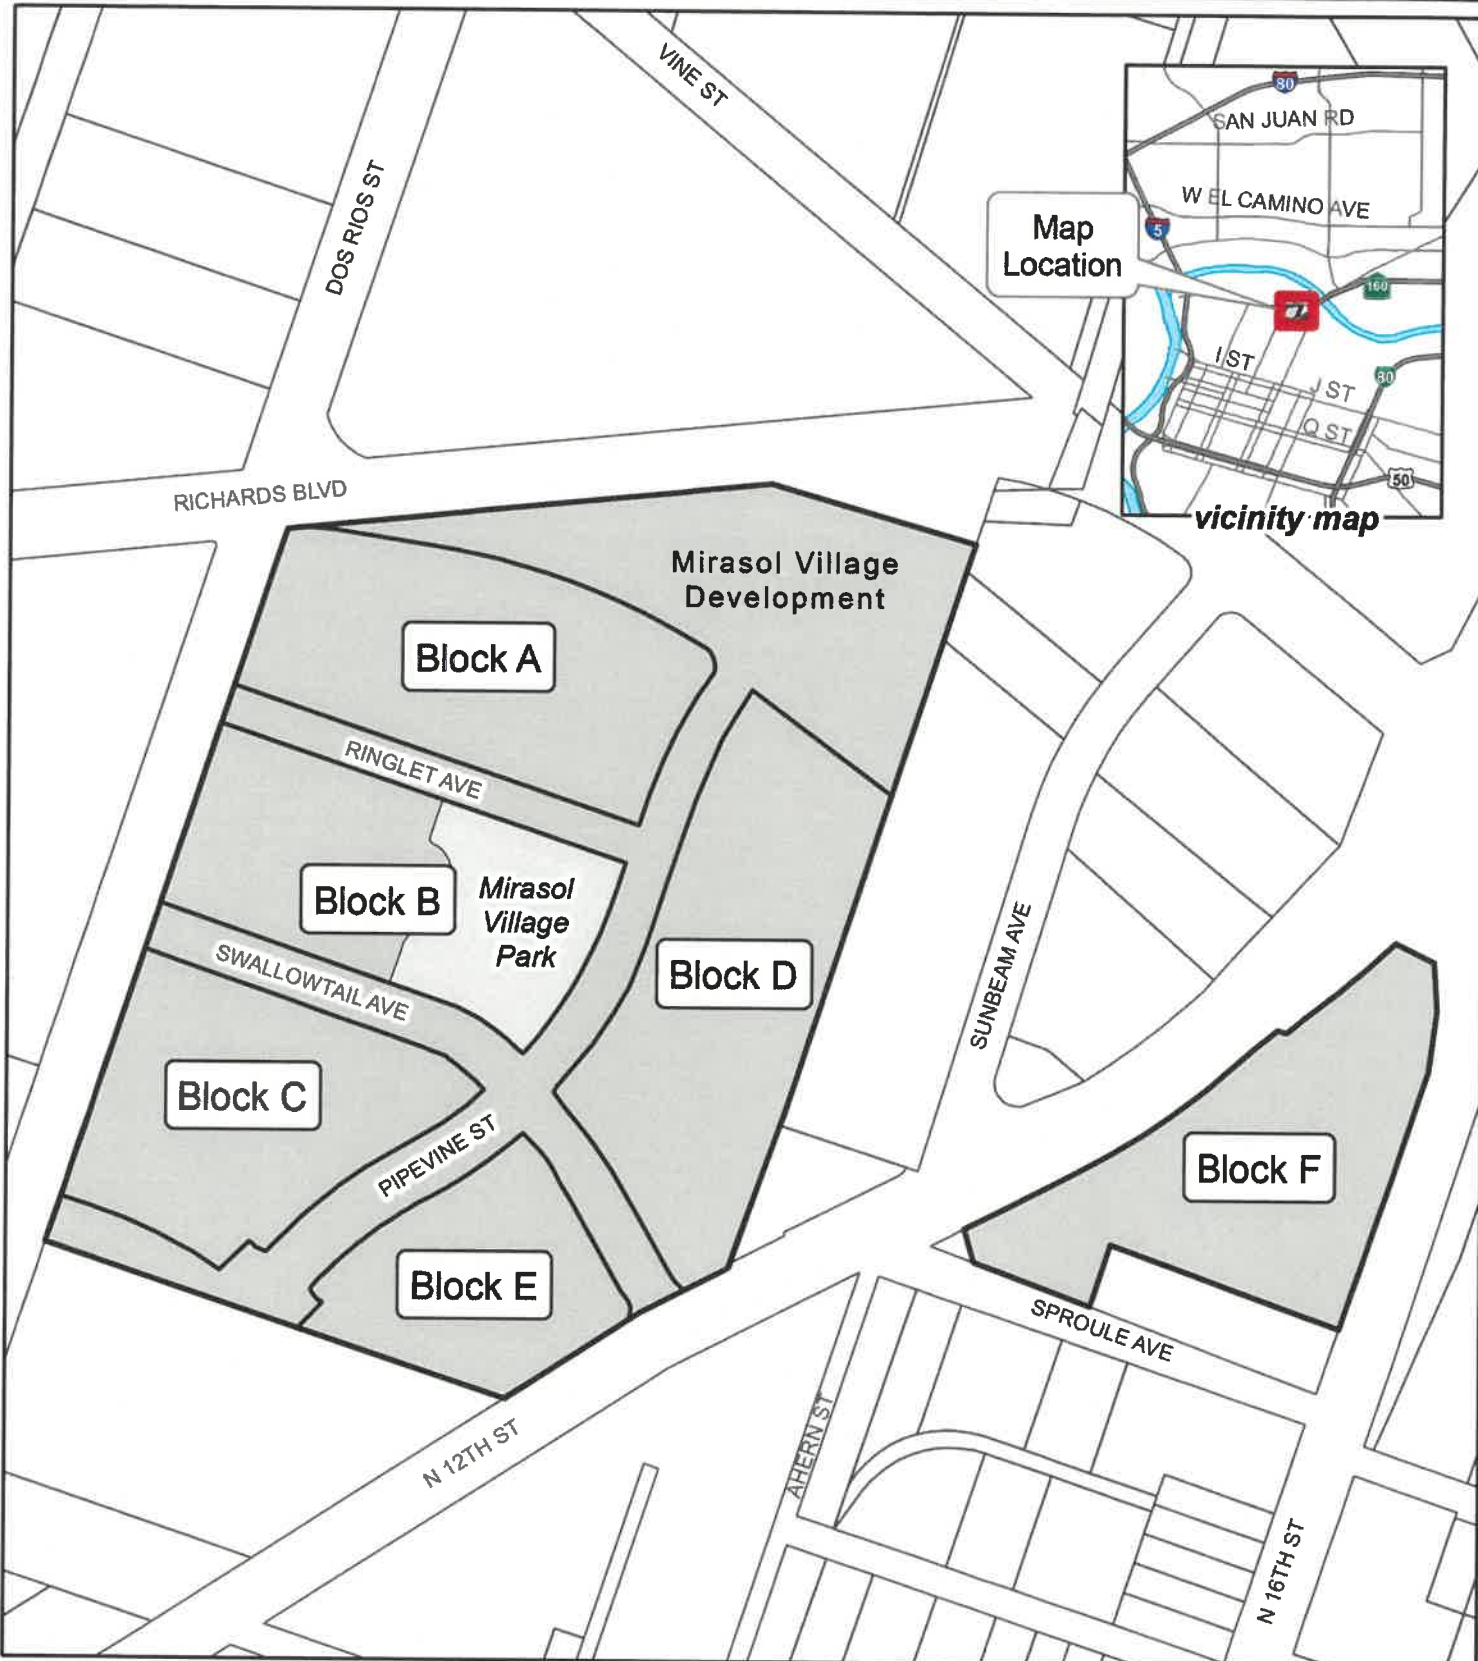 VINE ST
80
SAN JUAN RD
W EL CAMINO AVE
5
Map
Location
160
DOS RIOS ST
I ST
J ST
80
Q ST
50
vicinity map
RICHARDS BLVD
Mirasol Village
Development
Block A
RINGLET AVE
Block B
Mirasol
Village
Park
SWALLOWTAIL AVE
Block D
SUNBEAM AVE
Block C
PIPEVINE ST
Block F
Block E
SPROULE AVE
N 12TH ST
AHERN ST
N 16TH ST